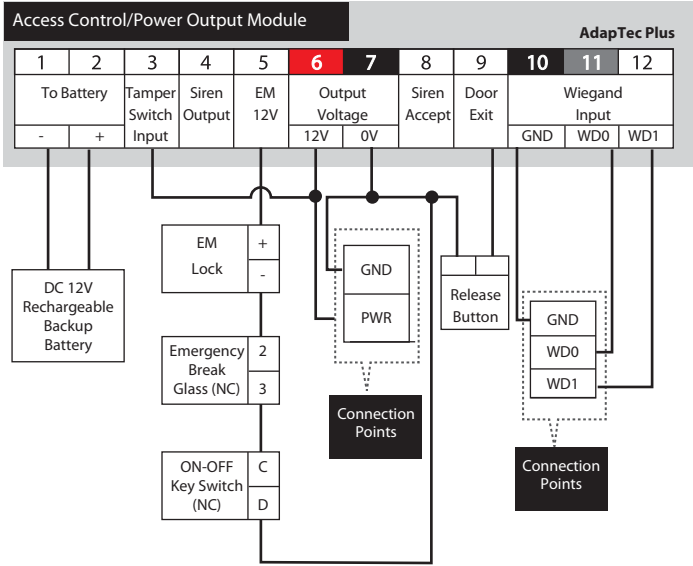 Access Control/Power Output Module
AdapTec Plus
1 2 3 4 5 6 7 8 9 10 11 12
To Battery
- +
Tamper
Switch
Input
Siren
Output
EM
12V
Output
Voltage
12V 0V
Siren
Accept
Door
Exit
Wiegand
Input
GND WD0 WD1
DC 12V
Rechargeable
Backup
Battery
EM
Lock
+
-
Emergency
Break
Glass (NC)
2
3
ON-OFF
Key Switch
(NC)
C
D
GND
PWR
Connection
Points
Release
Button
GND
WD0
WD1
Connection
Points